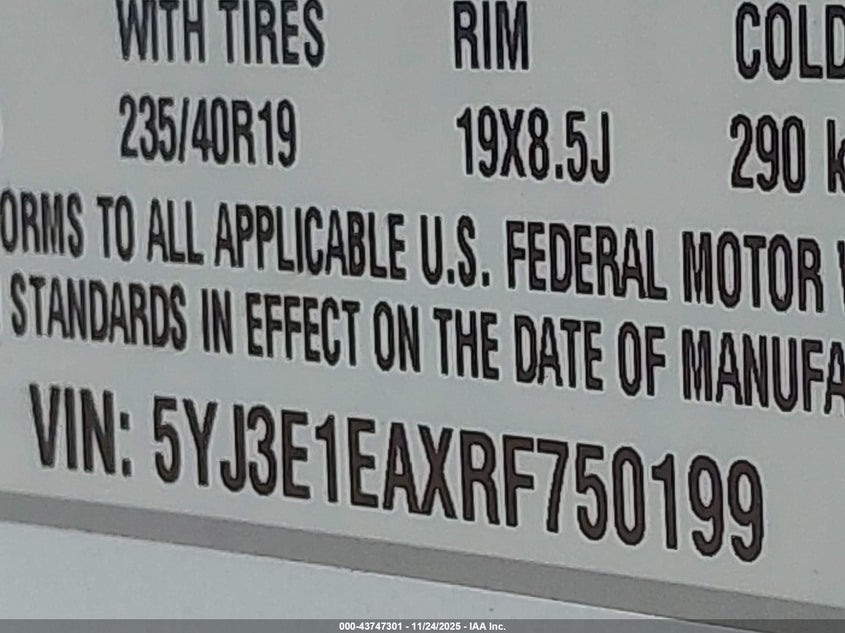 WITH TIRES RIM COLD
235/40R19 19X8.5J 290 k
ORMS TO ALL APPLICABLE U.S. FEDERAL MOTOR
STANDARDS IN EFFECT ON THE DATE OF MANUFA
VIN: 5YJ3E1EAXRF750199
000-43747301 - 11/24/2025 - IAA Inc.